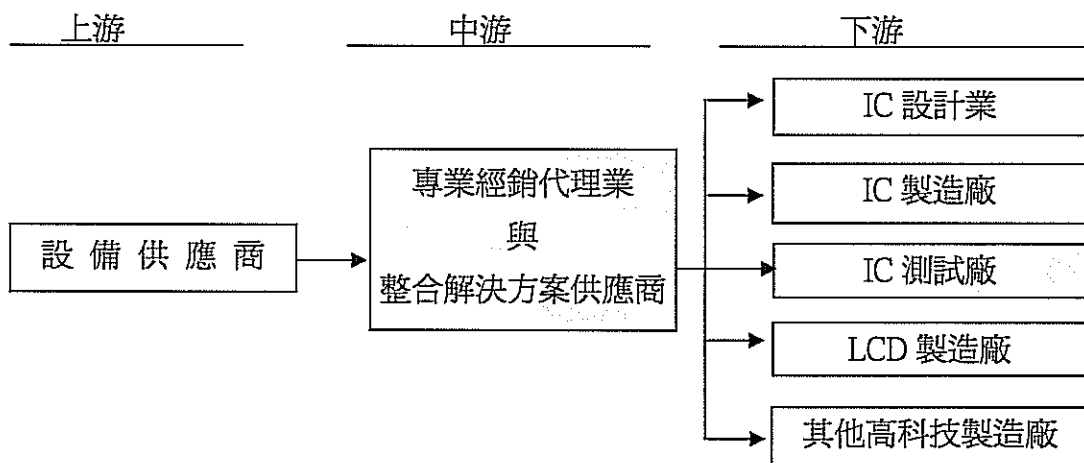 上游
中游
下游
設備供應商
專業經銷代理業
與
整合解決方案供應商
IC 設計業
IC 製造廠
IC 測試廠
LCD 製造廠
其他高科技製造廠